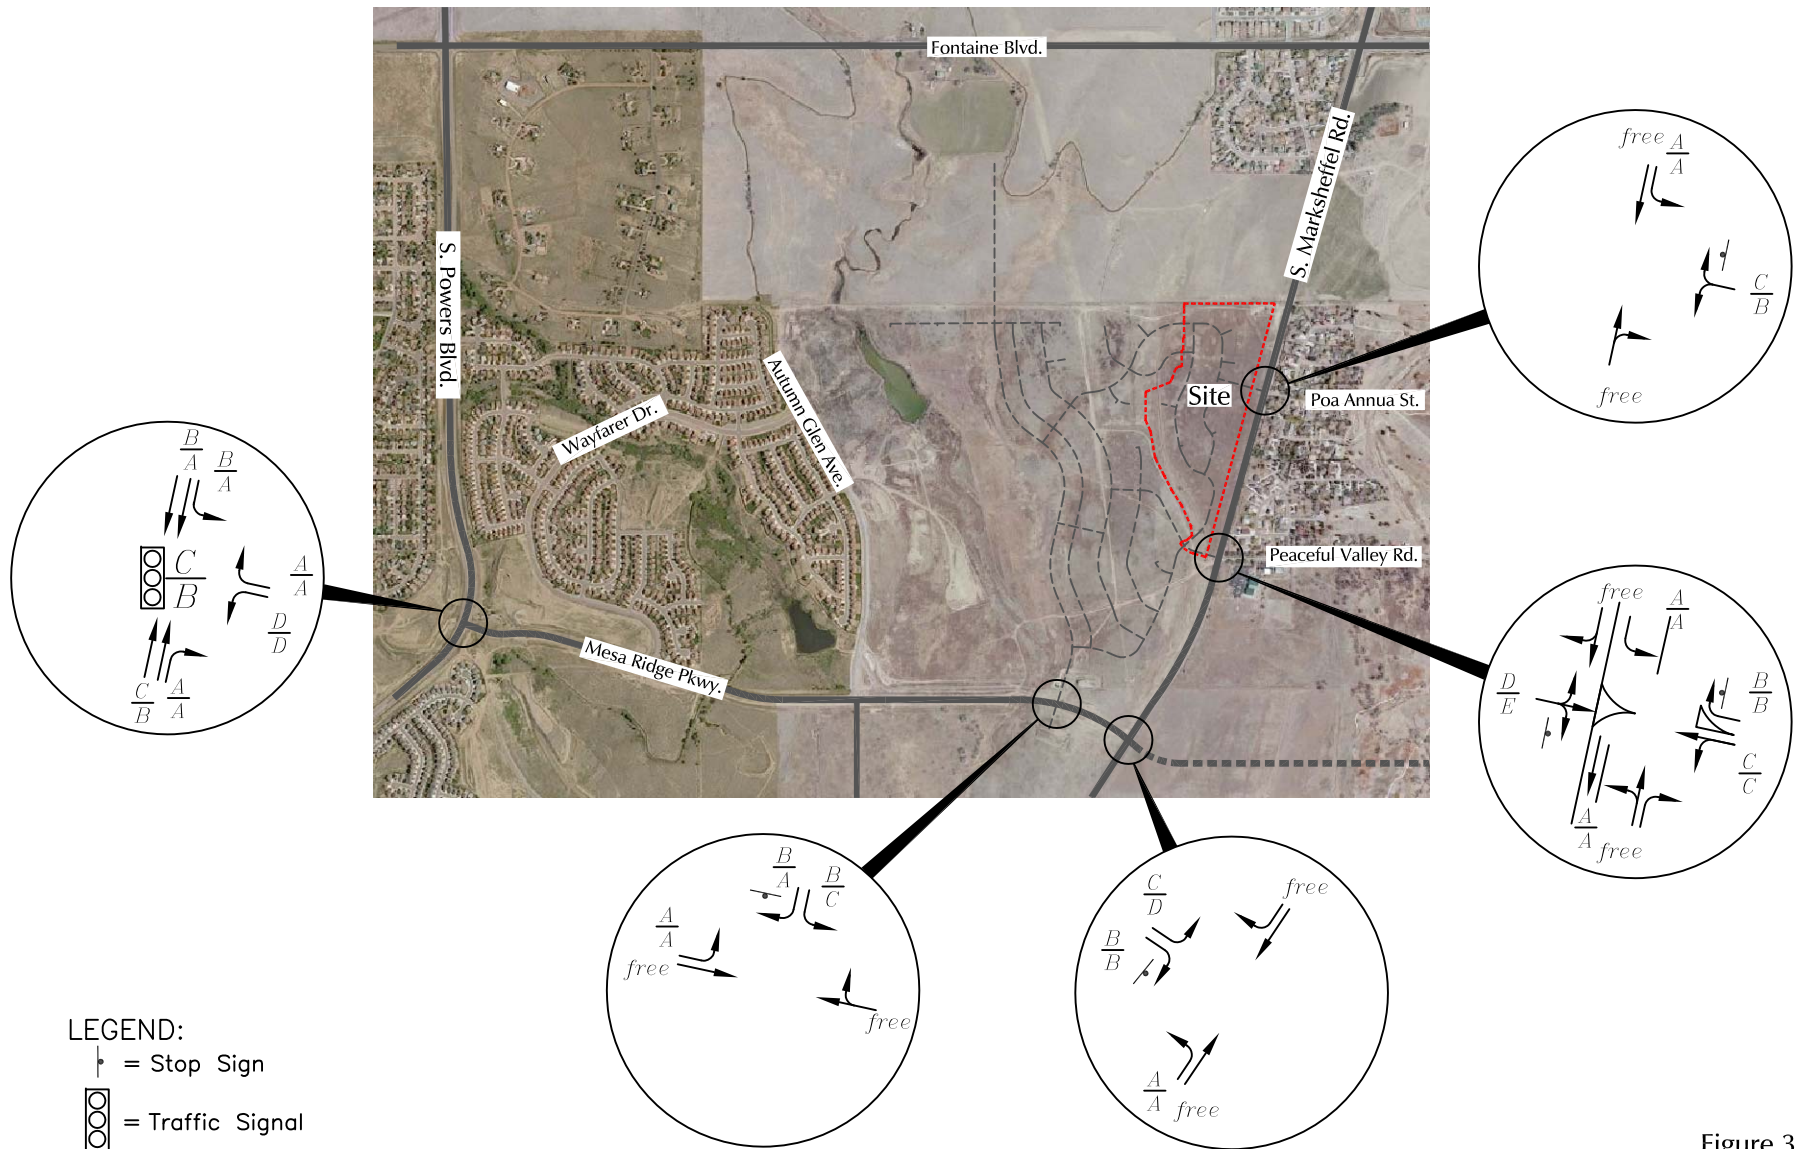 Fontaine Blvd.
S. Marksheffel Rd.
S. Powers Blvd.
Wayfarer Dr.
Autumn Glen Ave.
Site
Poa Annua St.
Peaceful Valley Rd.
Mesa Ridge Pkwy.
free
A
A
C
B
free
B
A
B
A
C
B
A
A
D
D
C
B
A
A
free
A
A
D
E
B
B
C
C
A
A
free
B
A
B
C
A
A
free
free
C
D
B
B
free
A
A
free
LEGEND:
= Stop Sign
= Traffic Signal
Figure 3